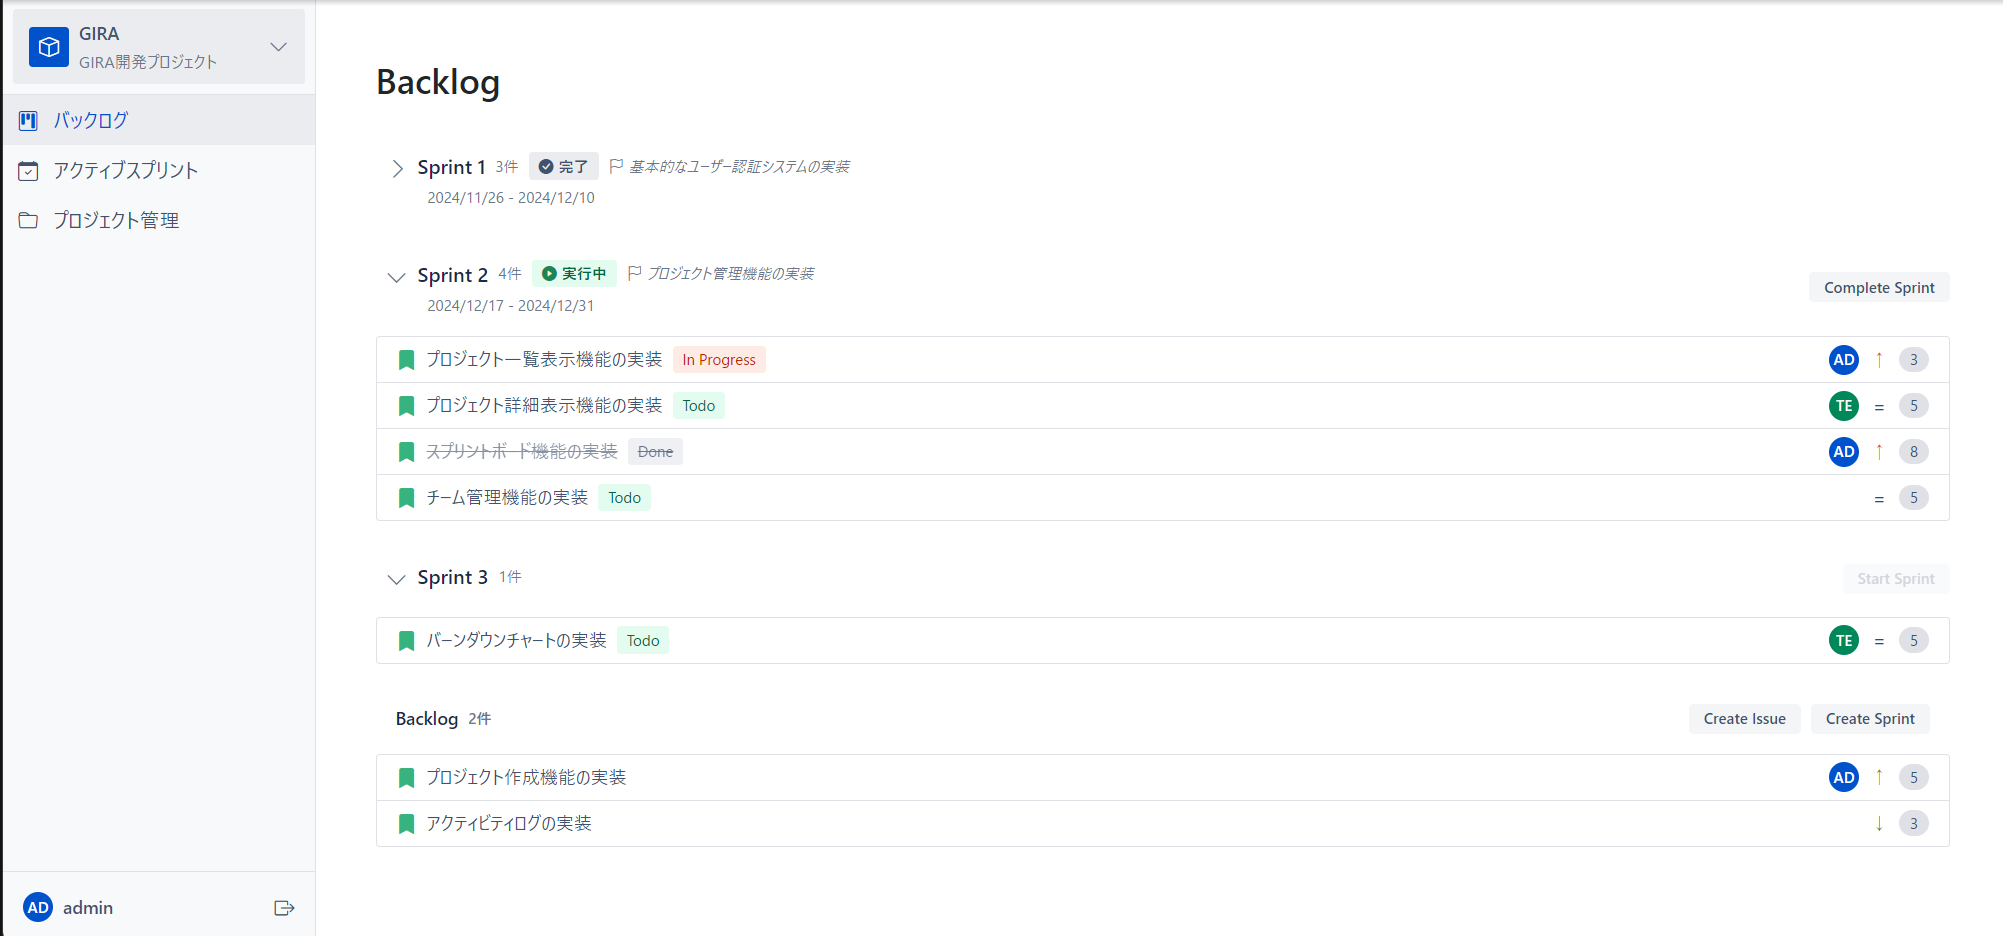 GIRA
GIRA開発プロジェクト
バックログ
アクティブスプリント
プロジェクト管理
AD admin
Backlog
Sprint 1 3件 完了 基本的なユーザー認証システムの実装
2024/11/26 - 2024/12/10
Sprint 2 4件 実行中 プロジェクト管理機能の実装
2024/12/17 - 2024/12/31
Complete Sprint
プロジェクト一覧表示機能の実装 In Progress AD ↑ 3
プロジェクト詳細表示機能の実装 Todo TE = 5
スプリントボード機能の実装 Done AD ↑ 8
チーム管理機能の実装 Todo = 5
Sprint 3 1件 Start Sprint
バーンダウンチャートの実装 Todo TE = 5
Backlog 2件 Create Issue Create Sprint
プロジェクト作成機能の実装 AD ↑ 5
アクティビティログの実装 ↓ 3